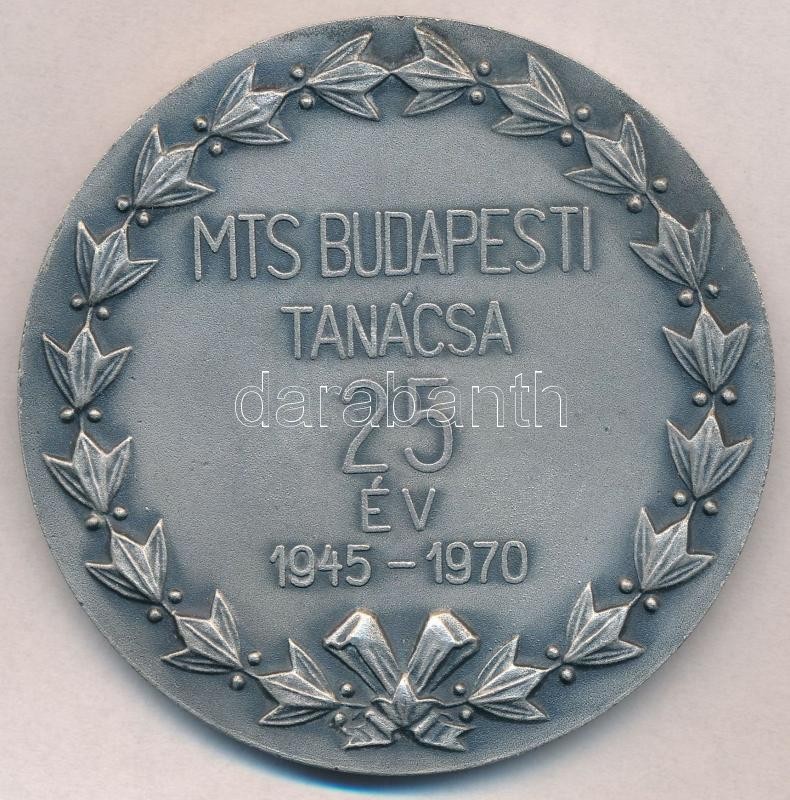 MTS BUDAPESTI
TANÁCSA
25
darabanth
ÉV
1945 - 1970